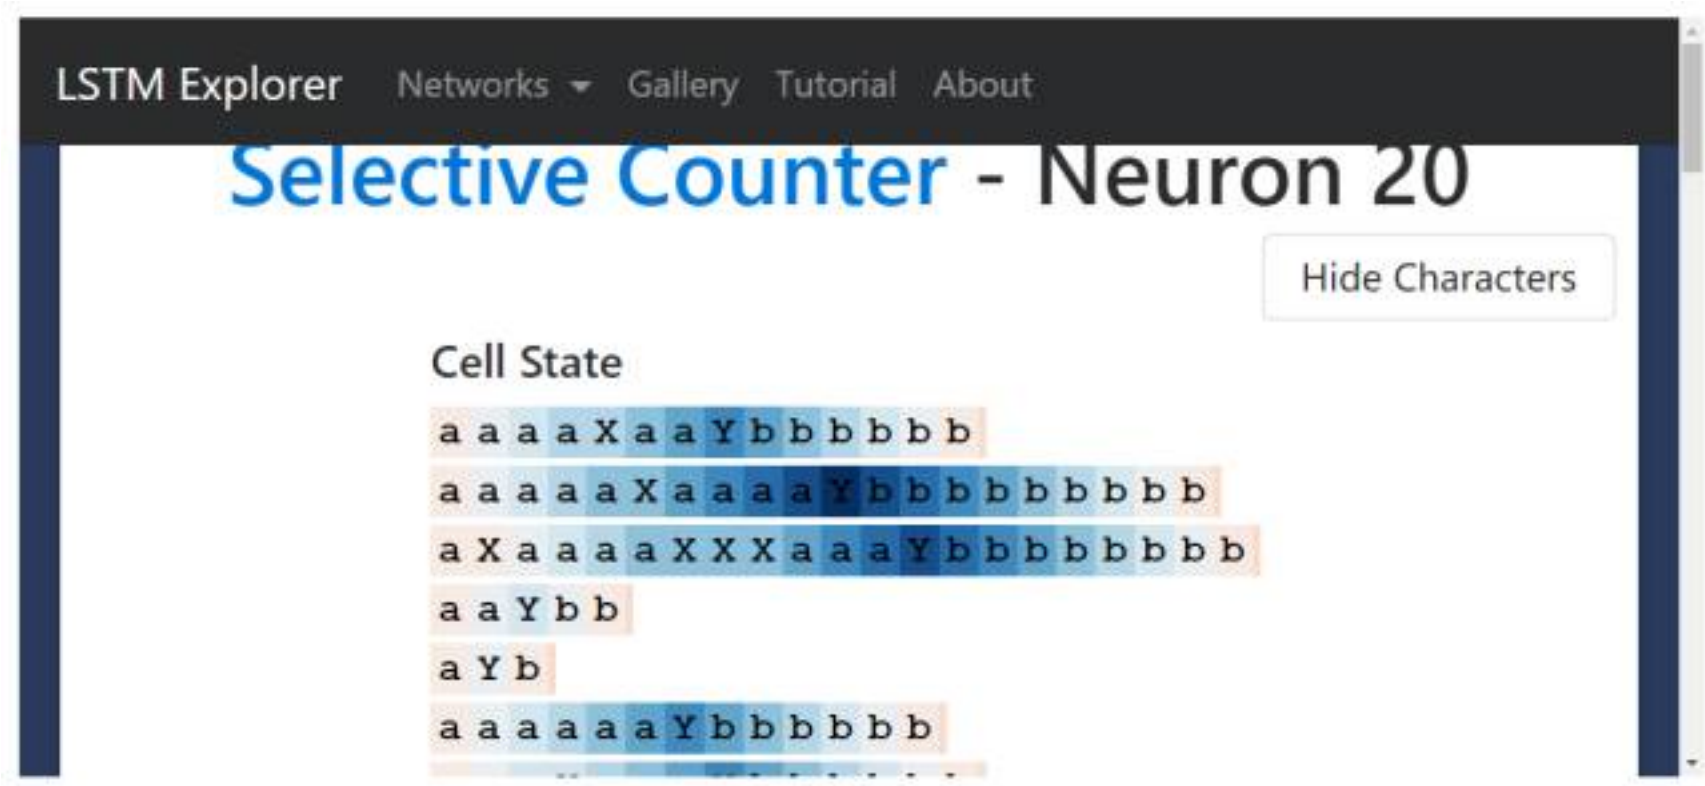 LSTM Explorer Networks Gallery Tutorial About
Selective Counter - Neuron 20
Hide Characters
Cell State
a a a a X a a Y b b b b b b
a a a a a X a a a a Y b b b b b b b b b
a X a a a a X X X a a a Y b b b b b b b b
a a Y b b
a Y b
a a a a a a Y b b b b b b